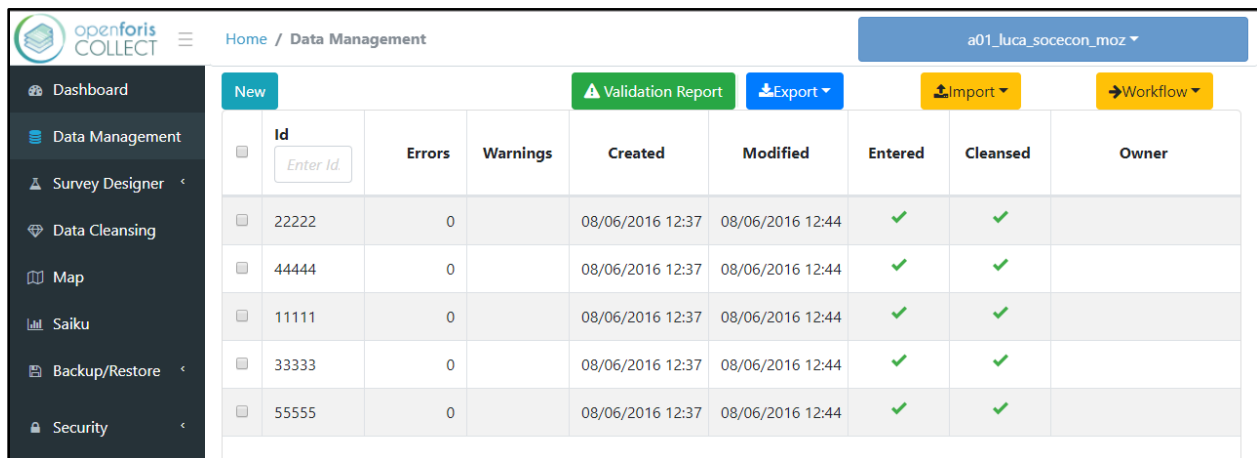 openforis
COLLECT
Home / Data Management
a01_luca_socecon_moz
Dashboard
Data Management
Survey Designer
Data Cleansing
Map
Saiku
Backup/Restore
Security
New
Validation Report
Export
Import
Workflow
Id
Enter Id.
Errors Warnings Created Modified Entered Cleansed Owner
22222 0 08/06/2016 12:37 08/06/2016 12:44
44444 0 08/06/2016 12:37 08/06/2016 12:44
11111 0 08/06/2016 12:37 08/06/2016 12:44
33333 0 08/06/2016 12:37 08/06/2016 12:44
55555 0 08/06/2016 12:37 08/06/2016 12:44